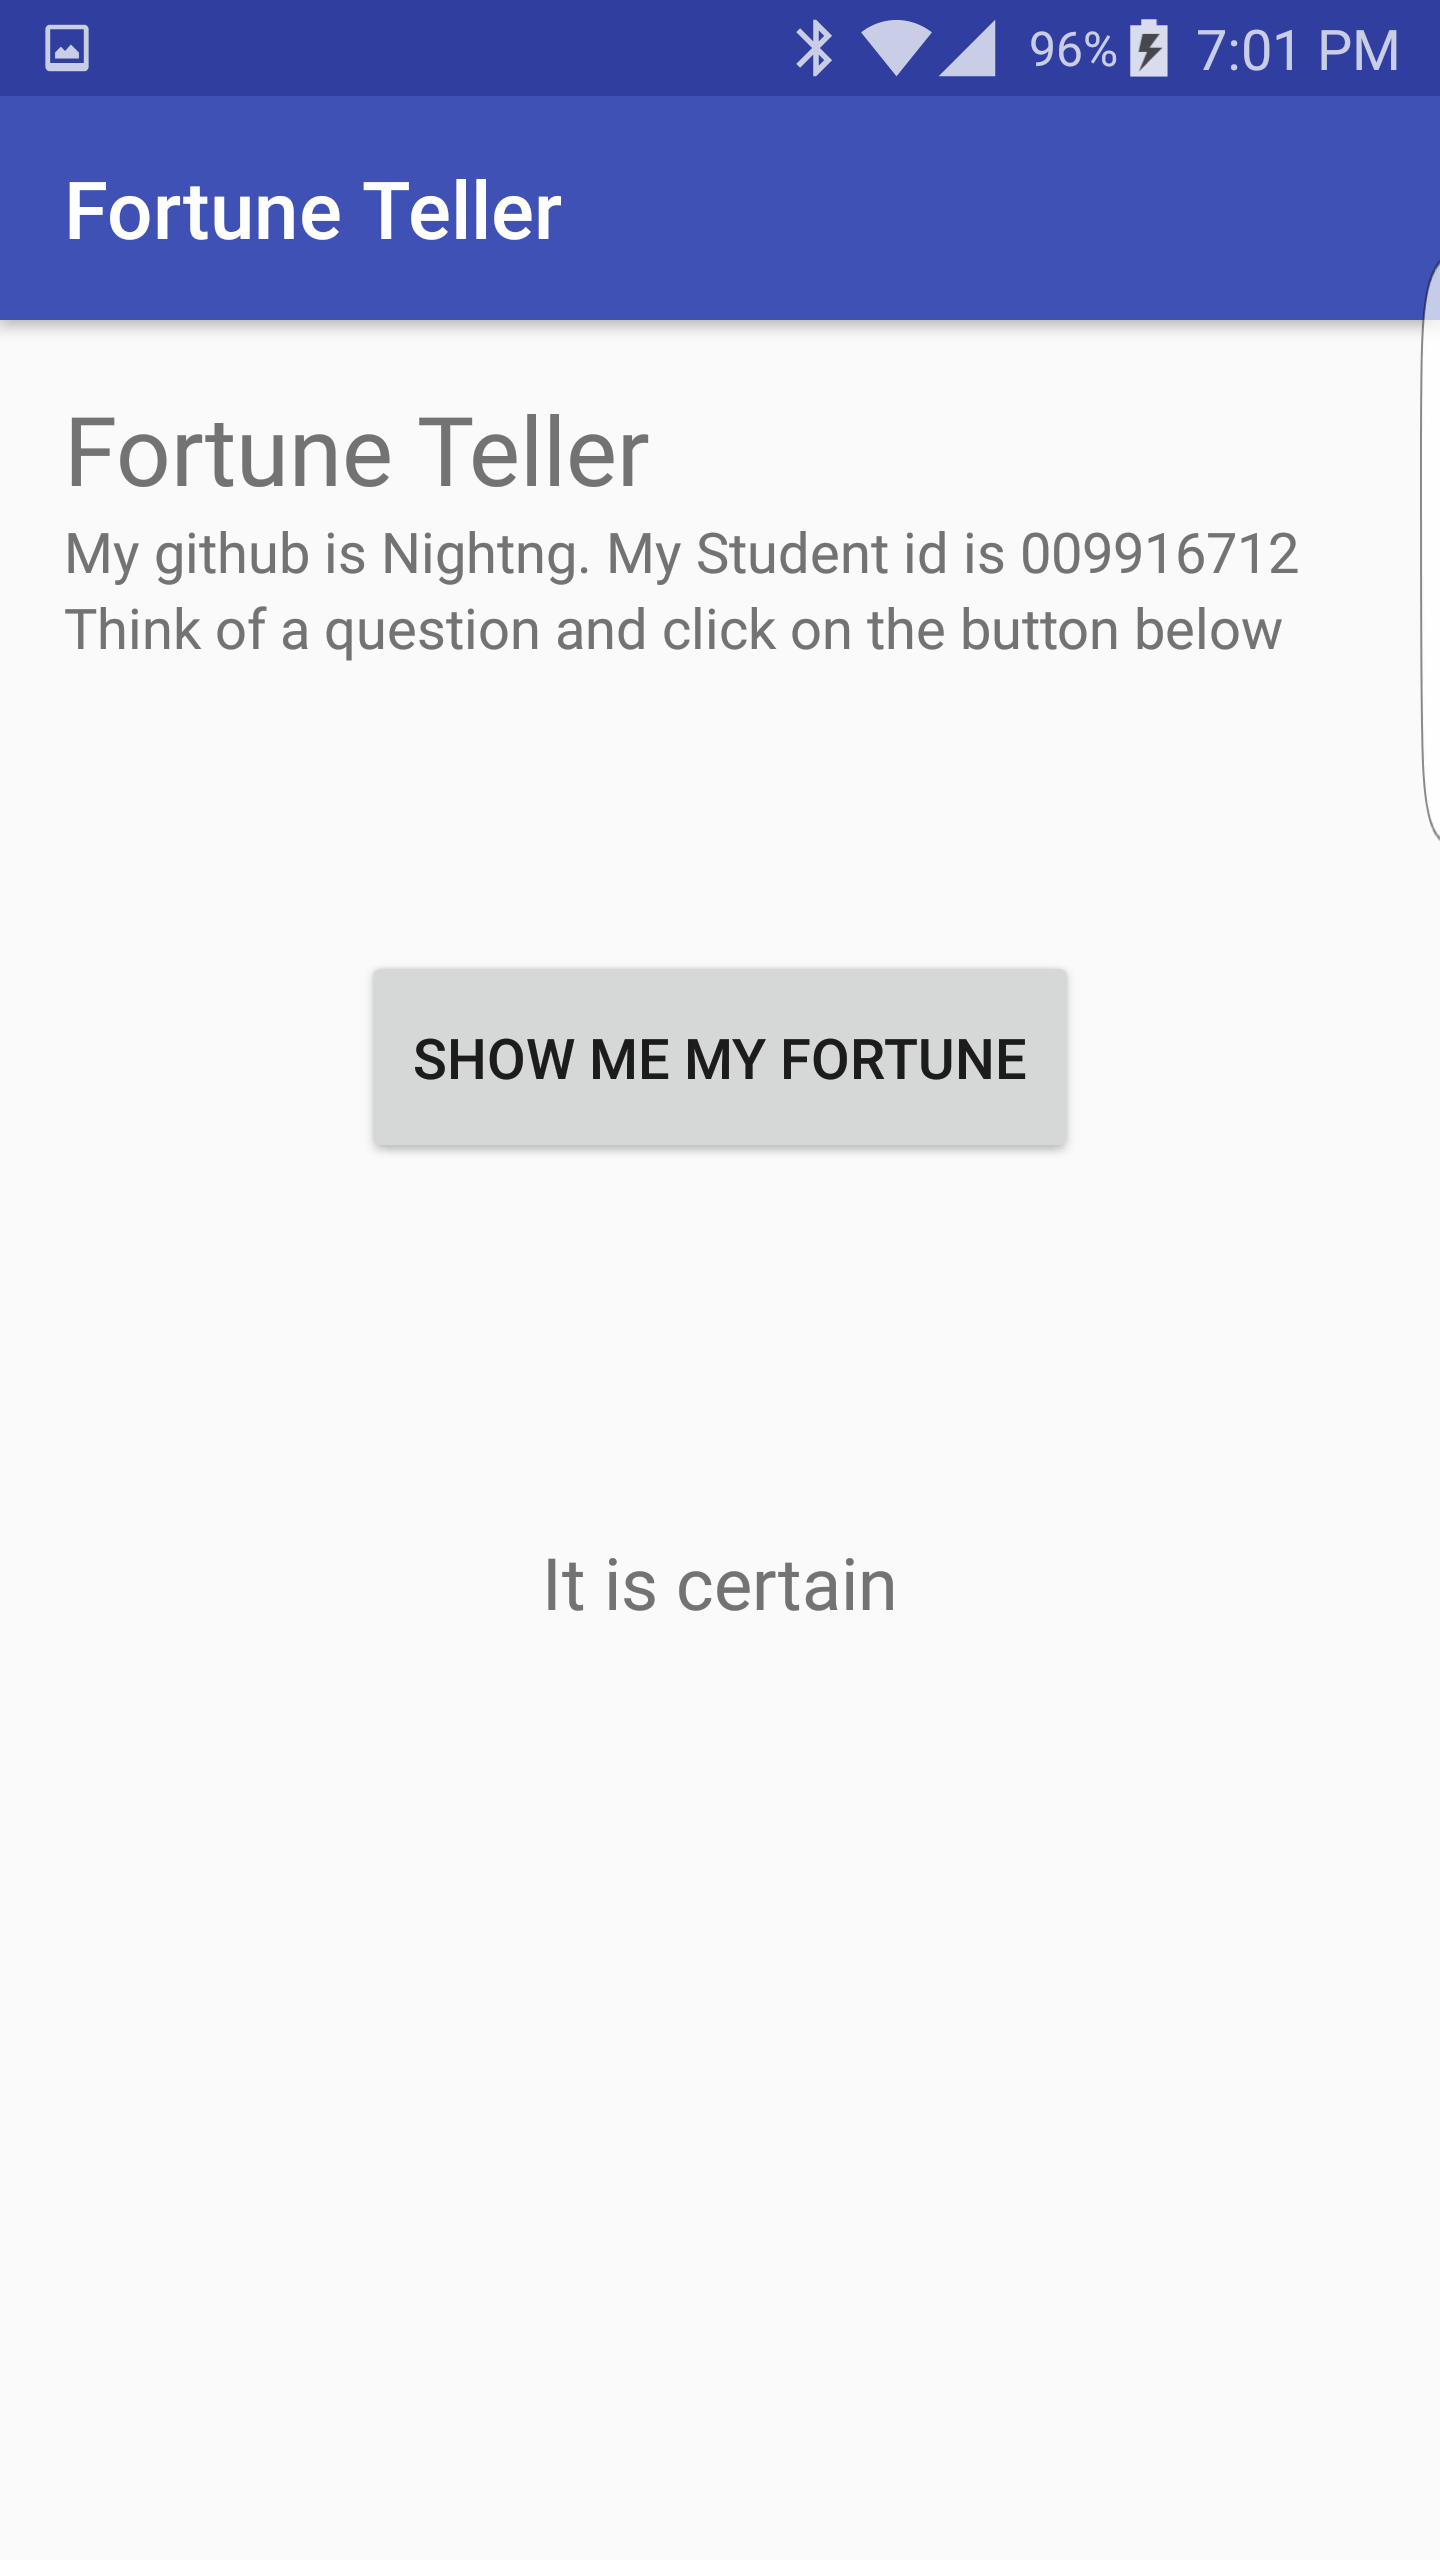 96% 7:01 PM
Fortune Teller
Fortune Teller
My github is Nightng. My Student id is 009916712
Think of a question and click on the button below
SHOW ME MY FORTUNE
It is certain